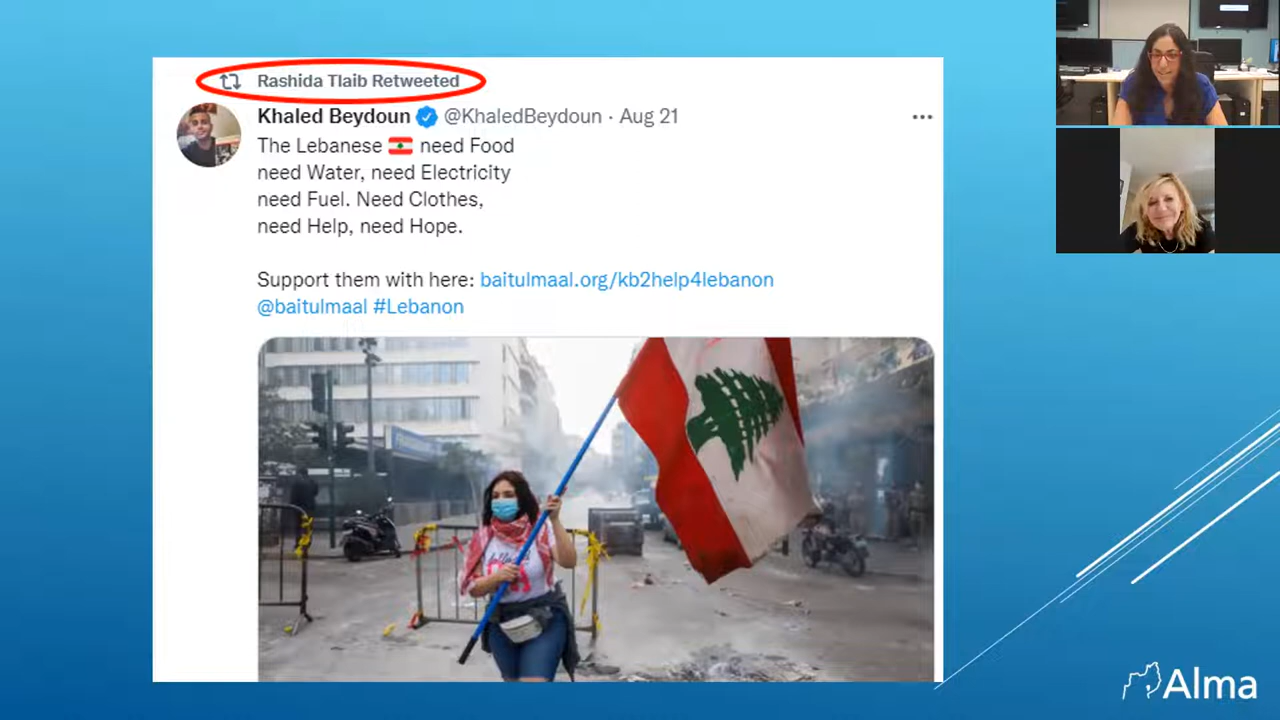 Rashida Tlaib Retweeted
Khaled Beydoun @KhaledBeydoun · Aug 21
The Lebanese 🇱🇧 need Food
need Water, need Electricity
need Fuel. Need Clothes,
need Help, need Hope.
Support them with here: baitulmaal.org/kb2help4lebanon
@baitulmaal #Lebanon
Alma